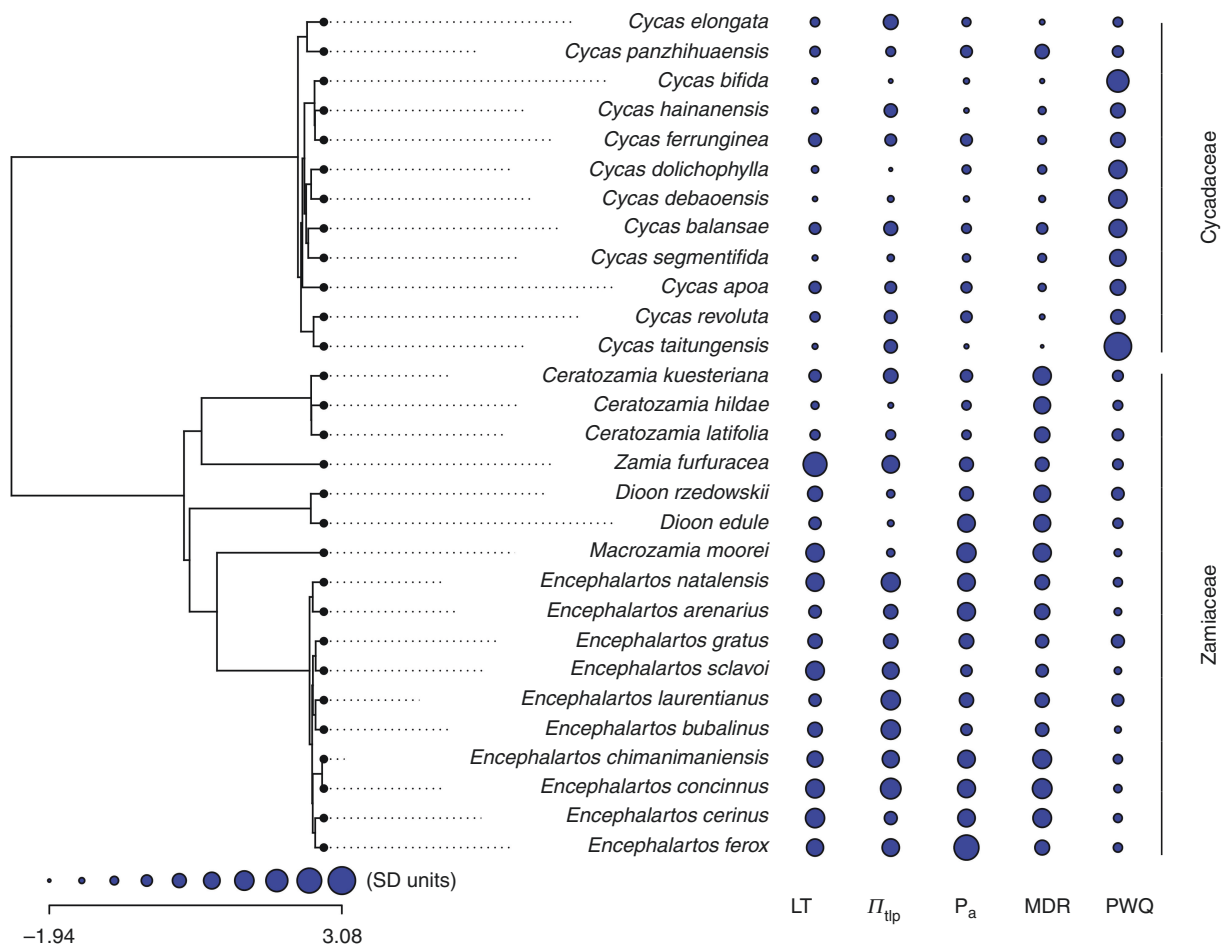 Cycas elongata
Cycas panzhihuaensis
Cycas bifida
Cycas hainanensis
Cycas ferrunginea
Cycas dolichophylla
Cycas debaoensis
Cycas balansae
Cycas segmentifida
Cycas apoa
Cycas revoluta
Cycas taitungensis
Cycadaceae
Ceratozamia kuesteriana
Ceratozamia hildae
Ceratozamia latifolia
Zamia furfuracea
Dioon rzedowskii
Dioon edule
Macrozamia moorei
Encephalartos natalensis
Encephalartos arenarius
Encephalartos gratus
Encephalartos sclavoi
Encephalartos laurentianus
Encephalartos bubalinus
Encephalartos chimanimaniensis
Encephalartos concinnus
Encephalartos cerinus
Encephalartos ferox
Zamiaceae
(SD units)
−1.94 3.08
LT Πtlp Pa MDR PWQ